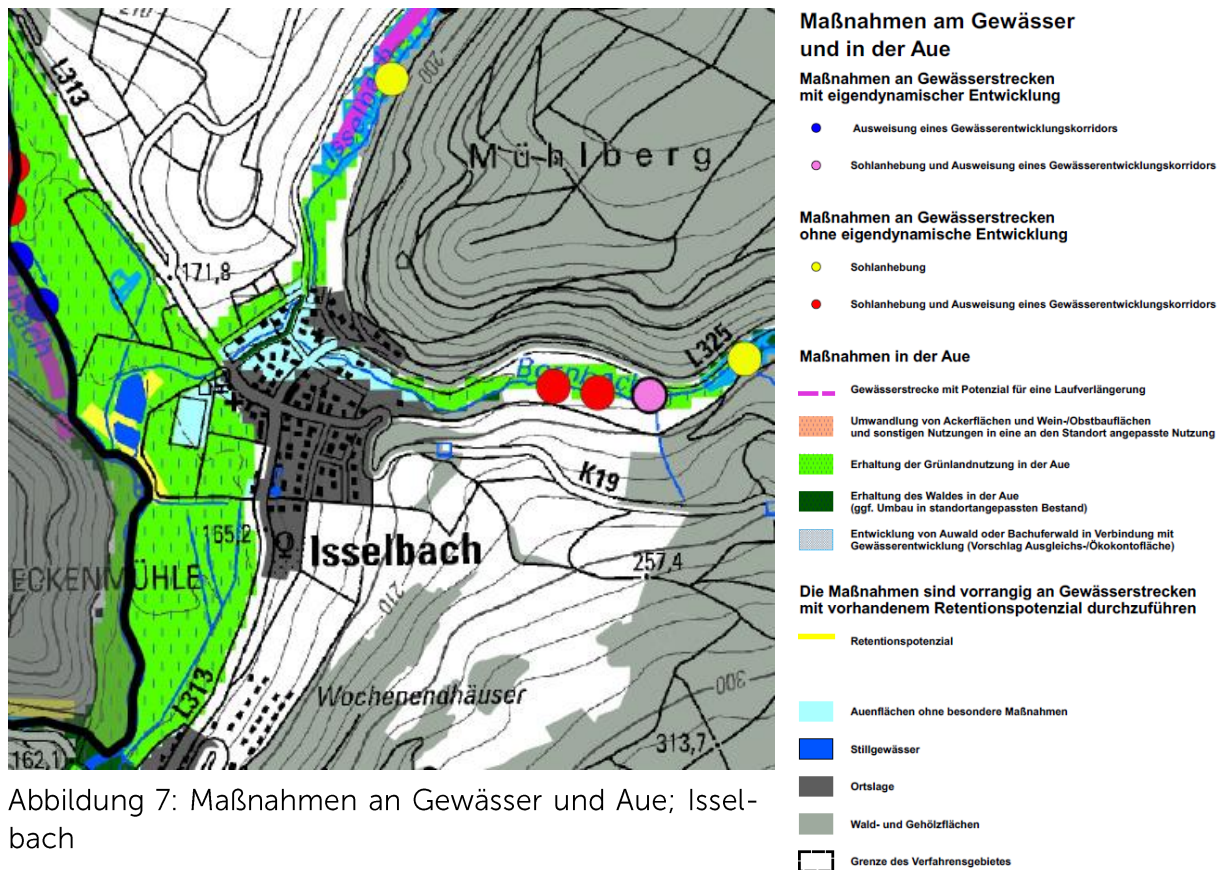 210
L313
Isselbach
200
Mühlberg
171,8
L325
bach
Bornbach
K19
165,2
Isselbach
ECKENMÜHLE
257,4
210
L313
Wochenendhäuser
300
313,7
162,1
Abbildung 7: Maßnahmen an Gewässer und Aue; Issel-
bach
Maßnahmen am Gewässer
und in der Aue
Maßnahmen an Gewässerstrecken
mit eigendynamischer Entwicklung
Ausweisung eines Gewässerentwicklungskorridors
Sohlanhebung und Ausweisung eines Gewässerentwicklungskorridors
Maßnahmen an Gewässerstrecken
ohne eigendynamische Entwicklung
Sohlanhebung
Sohlanhebung und Ausweisung eines Gewässerentwicklungskorridors
Maßnahmen in der Aue
Gewässerstrecke mit Potenzial für eine Laufverlängerung
Umwandlung von Ackerflächen und Wein-/Obstbauflächen
und sonstigen Nutzungen in eine an den Standort angepasste Nutzung
Erhaltung der Grünlandnutzung in der Aue
Erhaltung des Waldes in der Aue
(ggf. Umbau in standortangepassten Bestand)
Entwicklung von Auwald oder Bachuferwald in Verbindung mit
Gewässerentwicklung (Vorschlag Ausgleichs-/Ökokontofläche)
Die Maßnahmen sind vorrangig an Gewässerstrecken
mit vorhandenem Retentionspotenzial durchzuführen
Retentionspotenzial
Auenflächen ohne besondere Maßnahmen
Stillgewässer
Ortslage
Wald- und Gehölzflächen
Grenze des Verfahrensgebietes